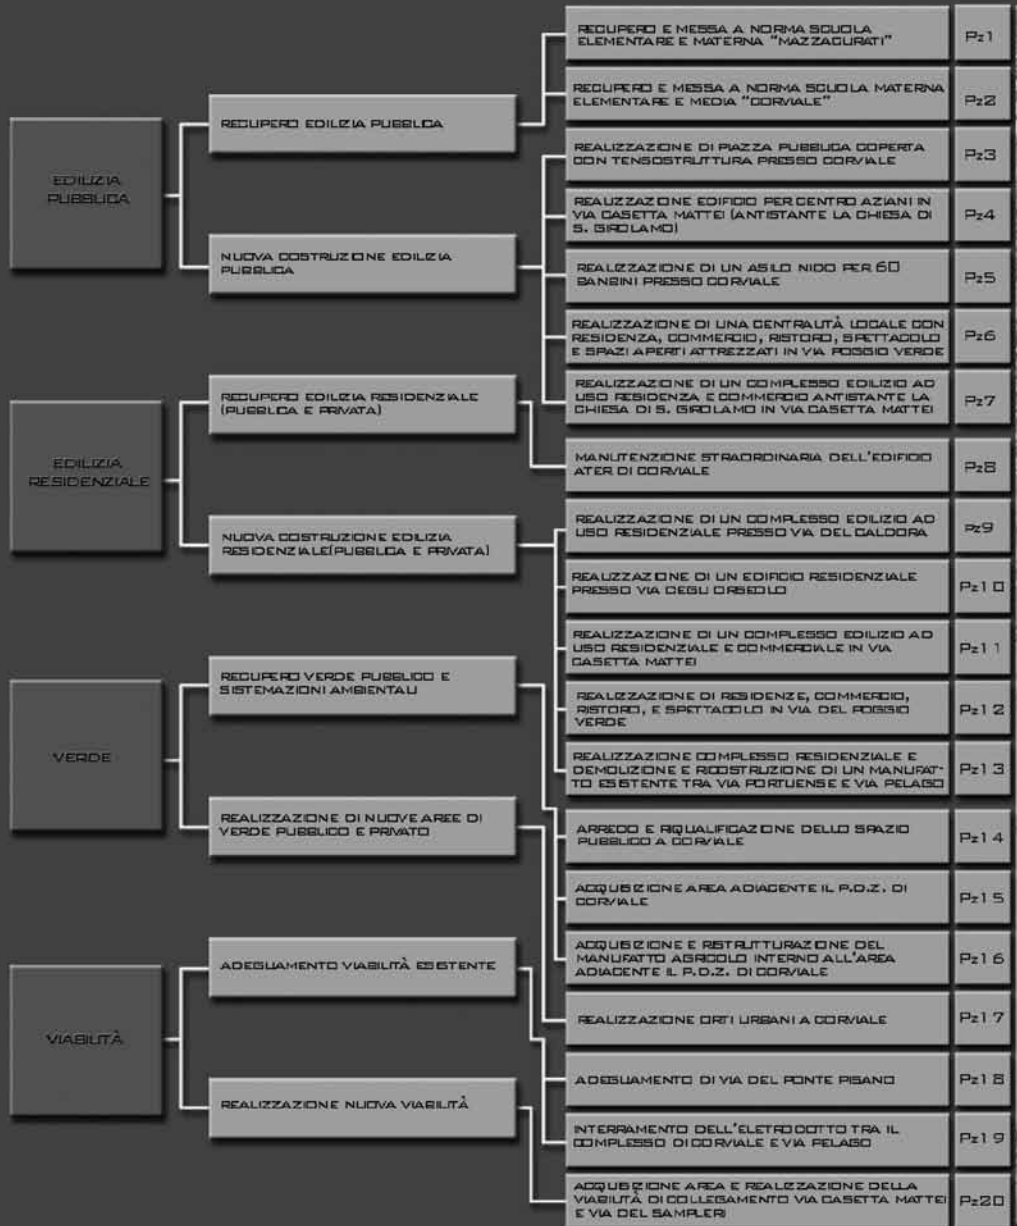 EDILIZIA
PUBBLICA
EDILIZIA
RESIDENZIALE
VERDE
VIABILITÀ
RECUPERO EDILIZIA PUBBLICA
NUOVA COSTRUZIONE EDILIZIA
PUBBLICA
RECUPERO EDILIZIA RESIDENZIALE
(PUBBLICA E PRIVATA)
NUOVA COSTRUZIONE EDILIZIA
RESIDENZIALE(PUBBLICA E PRIVATA)
RECUPERO VERDE PUBBLICO E
SISTEMAZIONI AMBIENTALI
REALIZZAZIONE DI NUOVE AREE DI
VERDE PUBBLICO E PRIVATO
ADEGUAMENTO VIABILITÀ ESISTENTE
REALIZZAZIONE NUOVA VIABILITÀ
RECUPERO E MESSA A NORMA SCUOLA
ELEMENTARE E MATERNA "MAZZACURATI"
Pz1
RECUPERO E MESSA A NORMA SCUOLA MATERNA
ELEMENTARE E MEDIA "CORVIALE"
Pz2
REALIZZAZIONE DI PIAZZA PUBBLICA COPERTA
CON TENSOSTRUTTURA PRESSO CORVIALE
Pz3
REALIZZAZIONE EDIFICIO PER CENTRO AZIANI IN
VIA CASETTA MATTEI (ANTISTANTE LA CHIESA DI
S. GIROLAMO)
Pz4
REALIZZAZIONE DI UN ASILO NIDO PER 60
BANBINI PRESSO CORVIALE
Pz5
REALIZZAZIONE DI UNA CENTRALITÀ LOCALE CON
RESIDENZA, COMMERCIO, RISTORO, SPETTACOLO
E SPAZI APERTI ATTREZZATI IN VIA POGGIO VERDE
Pz6
REALIZZAZIONE DI UN COMPLESSO EDILIZIO AD
USO RESIDENZA E COMMERCIO ANTISTANTE LA
CHIESA DI S. GIROLAMO IN VIA CASETTA MATTEI
Pz7
MANUTENZIONE STRAORDINARIA DELL'EDIFICIO
ATER DI CORVIALE
Pz8
REALIZZAZIONE DI UN COMPLESSO EDILIZIO AD
USO RESIDENZIALE PRESSO VIA DEL CALDORA
pz9
REALIZZAZIONE DI UN EDIFICIO RESIDENZIALE
PRESSO VIA DEGLI ORSEOLO
Pz10
REALIZZAZIONE DI UN COMPLESSO EDILIZIO AD
USO RESIDENZIALE E COMMERCIALE IN VIA
CASETTA MATTEI
Pz11
REALIZZAZIONE DI RESIDENZE, COMMERCIO,
RISTORO, E SPETTACOLO IN VIA DEL POGGIO
VERDE
Pz12
REALIZZAZIONE COMPLESSO RESIDENZIALE E
DEMOLIZIONE E RICOSTRUZIONE DI UN MANUFAT-
TO ESISTENTE TRA VIA PORTUENSE E VIA PELAGO
Pz13
ARREDO E RIQUALIFICAZIONE DELLO SPAZIO
PUBBLICO A CORVIALE
Pz14
ACQUISIZIONE AREA ADIACENTE IL P.D.Z. DI
CORVIALE
Pz15
ACQUISIZIONE E RISTRUTTURAZIONE DEL
MANUFATTO AGRICOLO INTERNO ALL'AREA
ADIACENTE IL P.D.Z. DI CORVIALE
Pz16
REALIZZAZIONE ORTI URBANI A CORVIALE
Pz17
ADEGUAMENTO DI VIA DEL PONTE PISANO
Pz18
INTERRAMENTO DELL'ELETRODOTTO TRA IL
COMPLESSO DI CORVIALE E VIA PELAGO
Pz19
ACQUISIZIONE AREA E REALIZZAZIONE DELLA
VIABILITÀ DI COLLEGAMENTO VIA CASETTA MATTEI
E VIA DEL SAMPLERI
Pz20